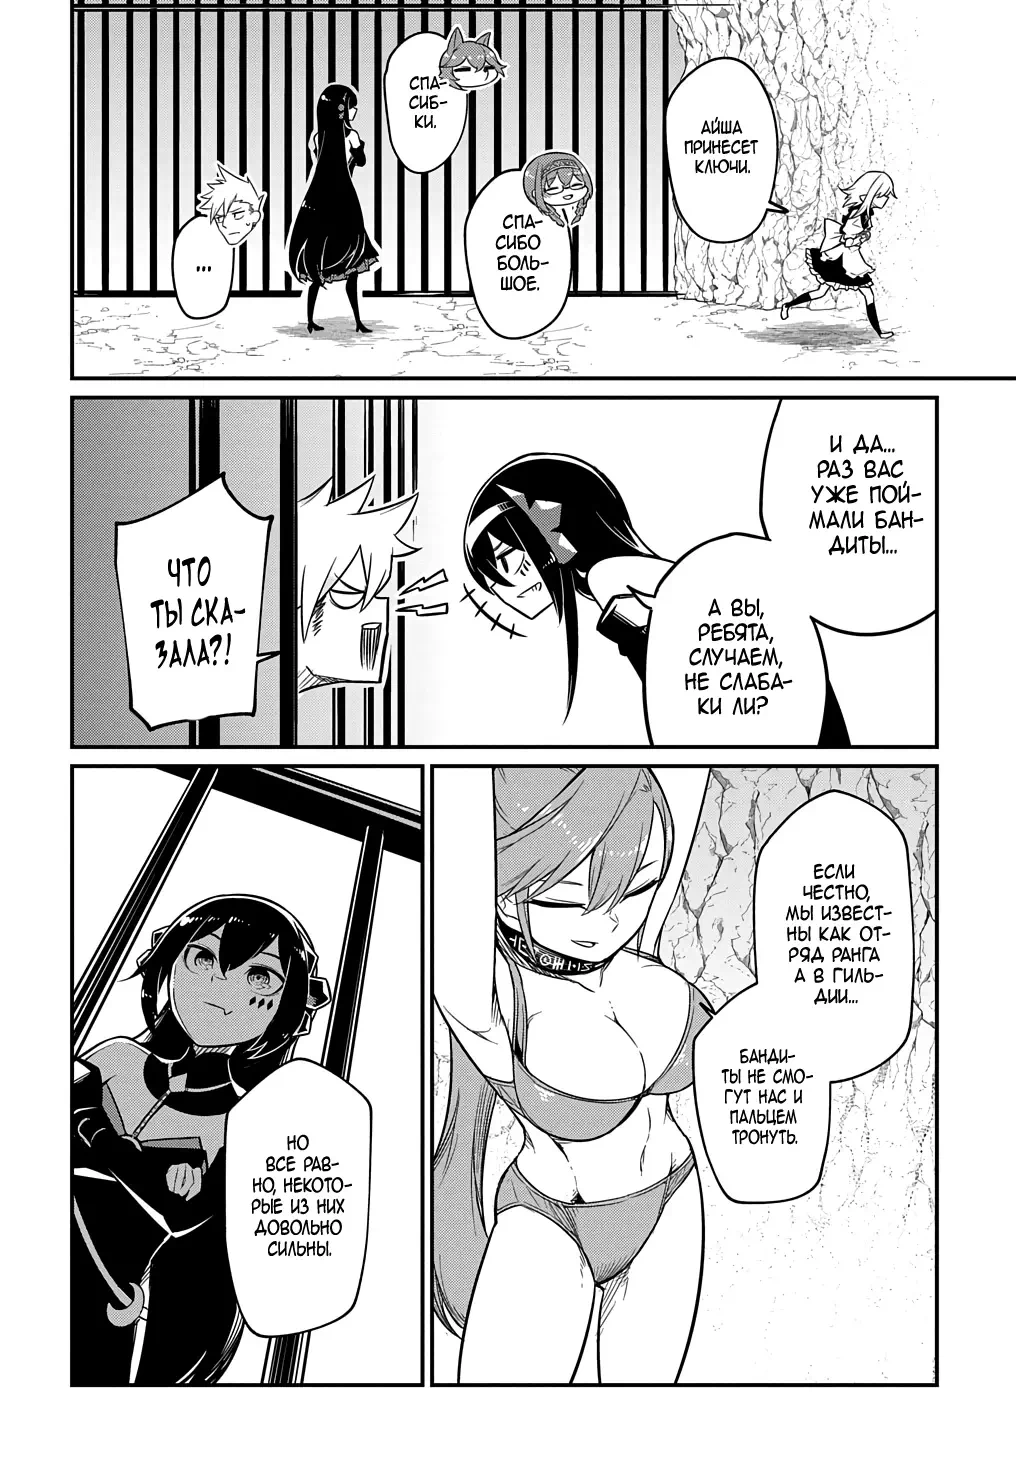 АЙША
ПРИНЕСЕТ
КЛЮЧИ.
СПА-
СИБ-
КИ.
СПА-
СИБО
БОЛЬ-
ШОЕ.
...
И ДА...
РАЗ ВАС
УЖЕ ПОЙ-
МАЛИ БАН-
ДИТЫ...
А ВЫ,
РЕБЯТА,
СЛУЧАЕМ,
НЕ СЛАБА-
КИ ЛИ?
ЧТО
ТЫ СКА-
ЗАЛА?!
ЕСЛИ
ЧЕСТНО,
МЫ ИЗВЕСТ-
НЫ КАК ОТ-
РЯД РАНГА
А В ГИЛЬ-
ДИИ...
БАНДИ-
ТЫ НЕ СМО-
ГУТ НАС И
ПАЛЬЦЕМ
ТРОНУТЬ.
НО
ВСЕ РАВ-
НО, НЕКОТО-
РЫЕ ИЗ НИХ
ДОВОЛЬНО
СИЛЬНЫ.